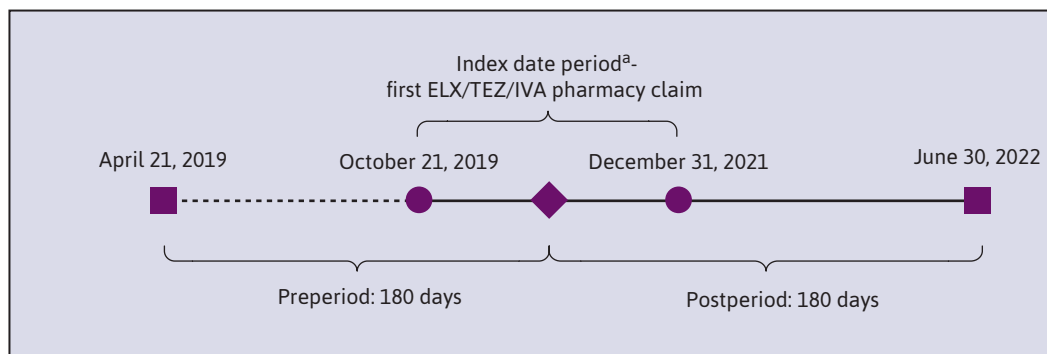 Index date periodᵃ-
first ELX/TEZ/IVA pharmacy claim
April 21, 2019
October 21, 2019
December 31, 2021
June 30, 2022
Preperiod: 180 days
Postperiod: 180 days